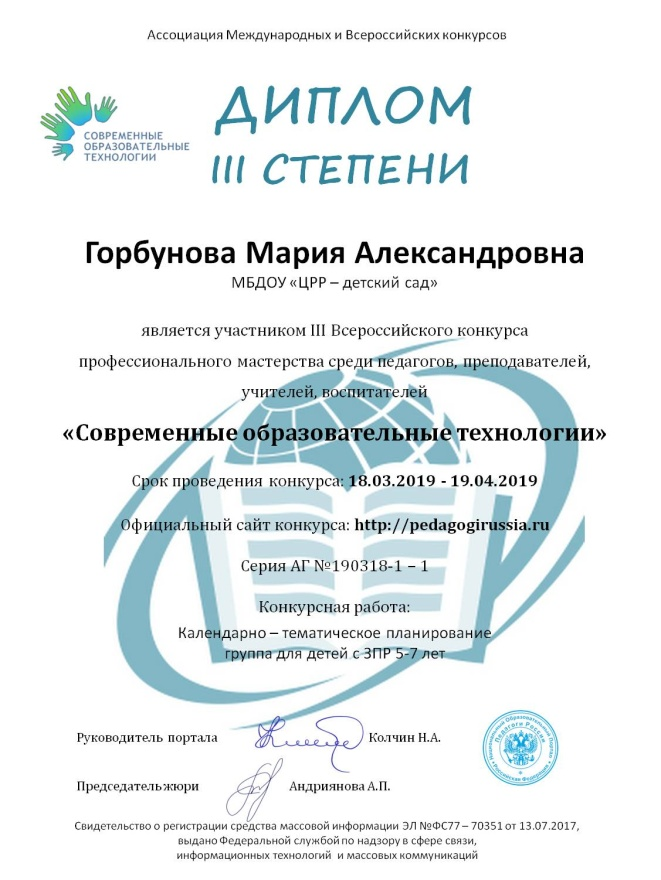 Ассоциация Международных и Всероссийских конкурсов
ДИПЛОМ
III СТЕПЕНИ
СОВРЕМЕННЫЕ
ОБРАЗОВАТЕЛЬНЫЕ
ТЕХНОЛОГИИ
Горбунова Мария Александровна
МБДОУ «ЦРР – детский сад»
является участником III Всероссийского конкурса
профессионального мастерства среди педагогов, преподавателей,
учителей, воспитателей
«Современные образовательные технологии»
Срок проведения конкурса: 18.03.2019 - 19.04.2019
Официальный сайт конкурса: http://pedagogirussia.ru
Серия АГ №190318-1 – 1
Конкурсная работа:
Календарно – тематическое планирование
группа для детей с ЗПР 5-7 лет
Руководитель портала Колчин Н.А.
Педагоги России
Российская Федерация
Председатель жюри Андриянова А.П.
Свидетельство о регистрации средства массовой информации ЭЛ №ФС77 – 70351 от 13.07.2017,
выдано Федеральной службой по надзору в сфере связи,
информационных технологий и массовых коммуникаций